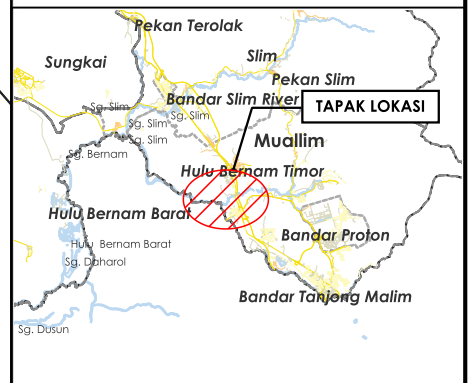 Pekan Terolak
Sungkai
Slim
Pekan Slim
Bandar Slim River
TAPAK LOKASI
Sg. Slim
Sg. Slim
Sg. Slim
Sg. Slim
Muallim
Sg. Bernam
Hulu Bernam Timor
Hulu Bernam Barat
Bandar Proton
Hulu Bernam Barat
Sg. Daharol
Bandar Tanjong Malim
Sg. Dusun